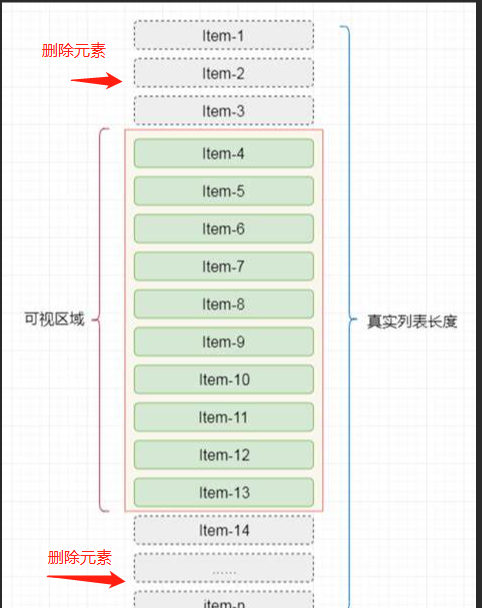 Item-1
删除元素
Item-2
Item-3
Item-4
Item-5
Item-6
Item-7
Item-8
可视区域
真实列表长度
Item-9
Item-10
Item-11
Item-12
Item-13
Item-14
删除元素
......
item-n